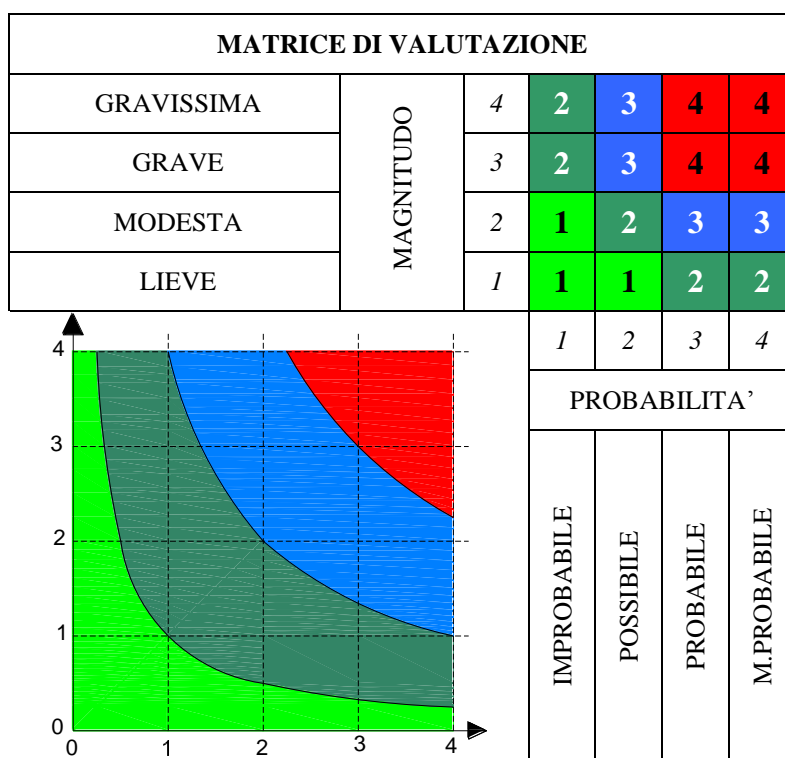 MATRICE DI VALUTAZIONE
GRAVISSIMA 4 2 3 4 4
GRAVE 3 2 3 4 4
MODESTA 2 1 2 3 3
LIEVE 1 1 1 2 2
MAGNITUDO
1 2 3 4
PROBABILITA’
IMPROBABILE
POSSIBILE
PROBABILE
M.PROBABILE
4
3
2
1
0
0 1 2 3 4